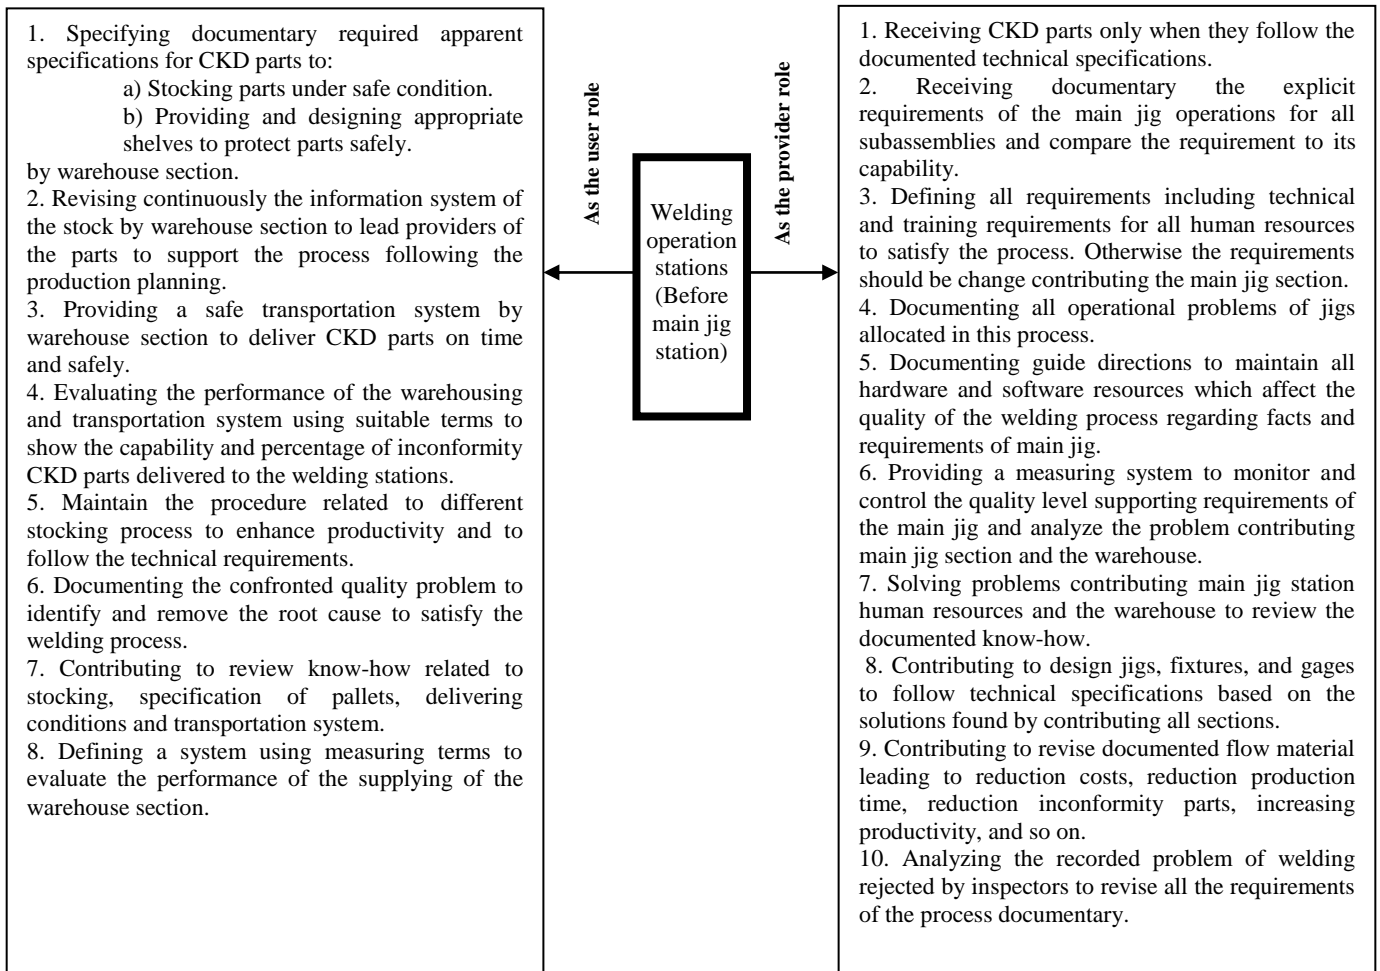 1. Specifying documentary required apparent
specifications for CKD parts to:
a) Stocking parts under safe condition.
b) Providing and designing appropriate
shelves to protect parts safely.
by warehouse section.
2. Revising continuously the information system of
the stock by warehouse section to lead providers of
the parts to support the process following the
production planning.
3. Providing a safe transportation system by
warehouse section to deliver CKD parts on time
and safely.
4. Evaluating the performance of the warehousing
and transportation system using suitable terms to
show the capability and percentage of inconformity
CKD parts delivered to the welding stations.
5. Maintain the procedure related to different
stocking process to enhance productivity and to
follow the technical requirements.
6. Documenting the confronted quality problem to
identify and remove the root cause to satisfy the
welding process.
7. Contributing to review know-how related to
stocking, specification of pallets, delivering
conditions and transportation system.
8. Defining a system using measuring terms to
evaluate the performance of the supplying of the
warehouse section.
As the user role
Welding
operation
stations
(Before
main jig
station)
As the provider role
1. Receiving CKD parts only when they follow the
documented technical specifications.
2. Receiving documentary the explicit
requirements of the main jig operations for all
subassemblies and compare the requirement to its
capability.
3. Defining all requirements including technical
and training requirements for all human resources
to satisfy the process. Otherwise the requirements
should be change contributing the main jig section.
4. Documenting all operational problems of jigs
allocated in this process.
5. Documenting guide directions to maintain all
hardware and software resources which affect the
quality of the welding process regarding facts and
requirements of main jig.
6. Providing a measuring system to monitor and
control the quality level supporting requirements of
the main jig and analyze the problem contributing
main jig section and the warehouse.
7. Solving problems contributing main jig station
human resources and the warehouse to review the
documented know-how.
8. Contributing to design jigs, fixtures, and gages
to follow technical specifications based on the
solutions found by contributing all sections.
9. Contributing to revise documented flow material
leading to reduction costs, reduction production
time, reduction inconformity parts, increasing
productivity, and so on.
10. Analyzing the recorded problem of welding
rejected by inspectors to revise all the requirements
of the process documentary.